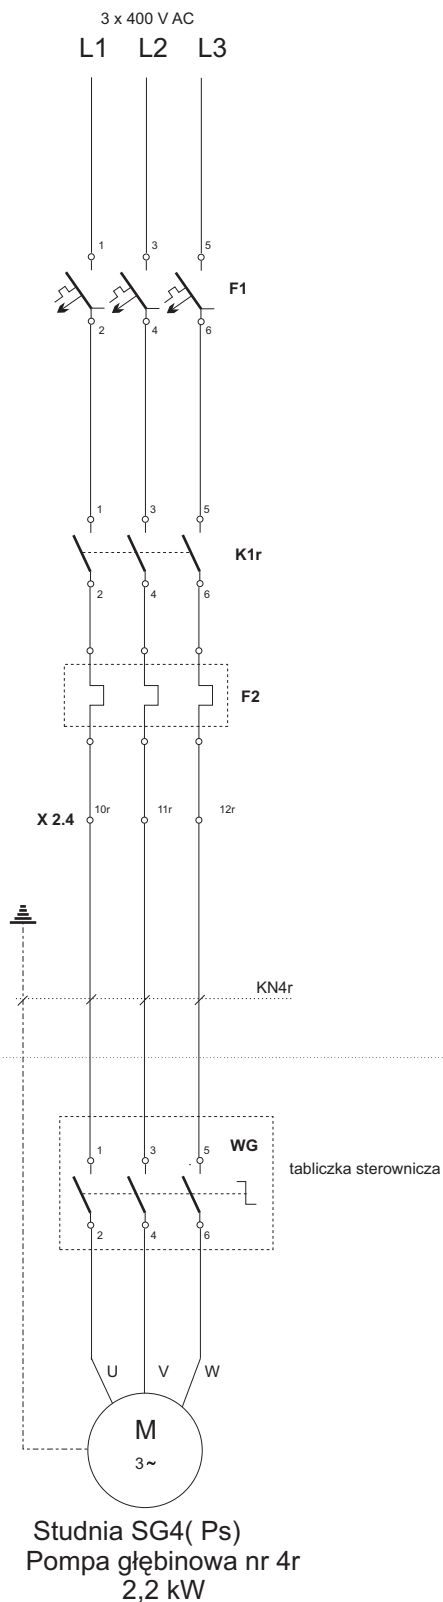 3 x 400 V AC
L1 L2 L3
1 3 5
F1
2 4 6
1 3 5
K1r
2 4 6
F2
X 2.4 10r 11r 12r
KN4r
WG
1 3 5
tabliczka sterownicza
2 4 6
U V W
M
3~
Studnia SG4( Ps)
Pompa głębinowa nr 4r
2,2 kW